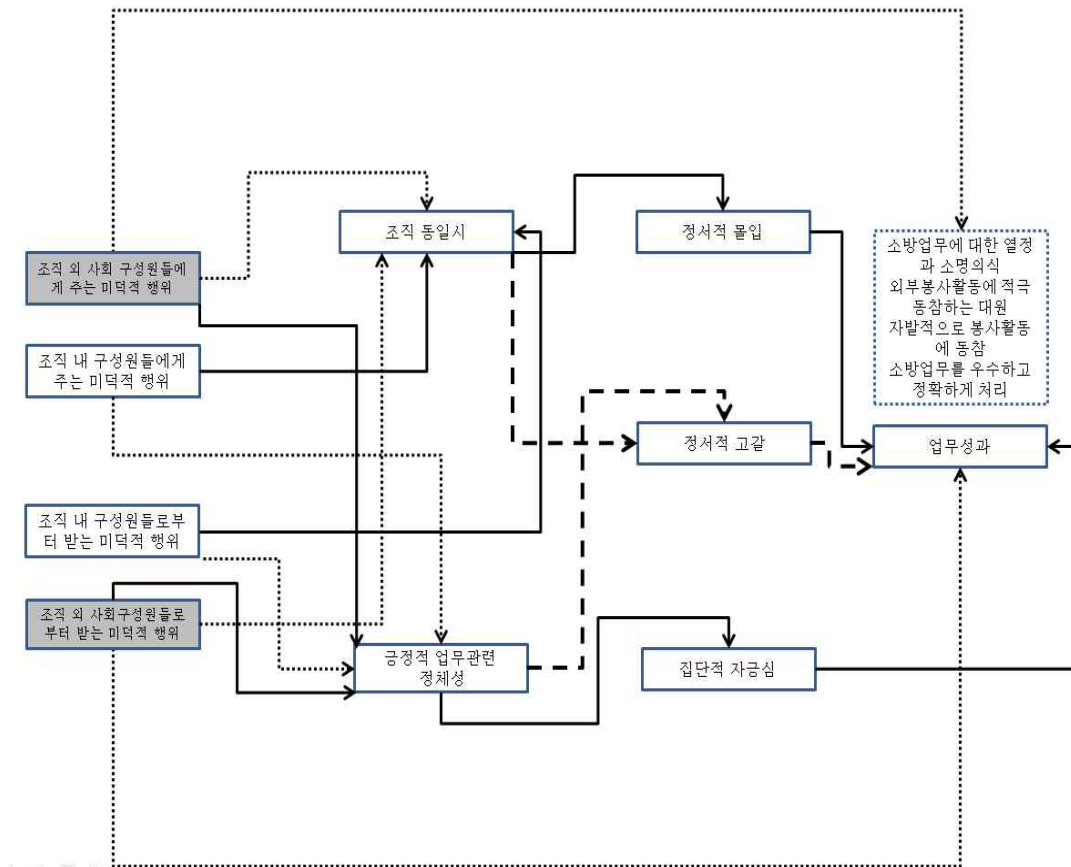 조직 동일시
정서적 몰입
조직 외 사회 구성원들에
게 주는 미덕적 행위
소방업무에 대한 열정
과 소명의식
외부봉사활동에 적극
동참하는 대원
자발적으로 봉사활동
에 동참
소방업무를 우수하고
정확하게 처리
조직 내 구성원들에게
주는 미덕적 행위
정서적 고갈
업무성과
조직 내 구성원들로부
터 받는 미덕적 행위
조직 외 사회구성원들로
부터 받는 미덕적 행위
긍정적 업무관련
정체성
집단적 자긍심